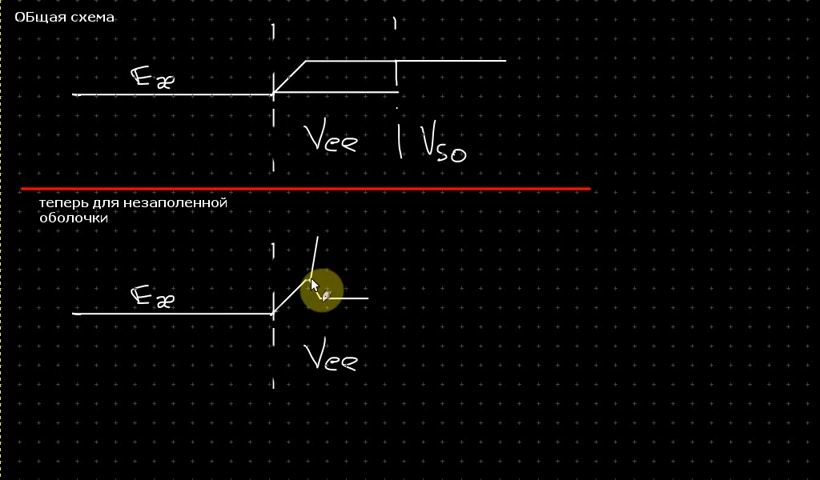 ОБщая схема
Eæ
Vee
Vso
теперь для незаполенной
оболочки
Eæ
Vee